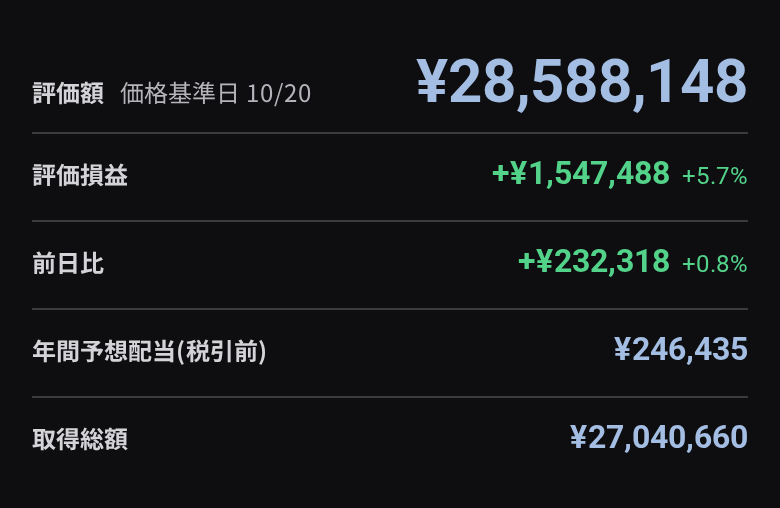 評価額 価格基準日 10/20 ¥28,588,148
評価損益 +¥1,547,488 +5.7%
前日比 +¥232,318 +0.8%
年間予想配当(税引前) ¥246,435
取得総額 ¥27,040,660